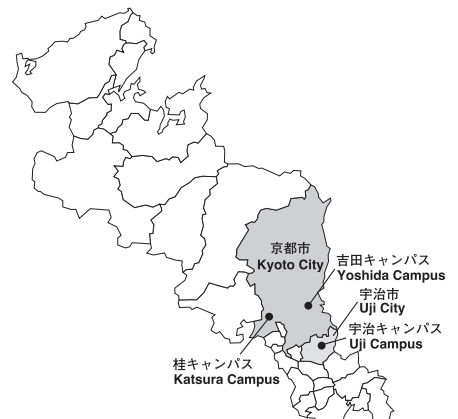 京都市
Kyoto City
吉田キャンパス
Yoshida Campus
宇治市
Uji City
宇治キャンパス
Uji Campus
桂キャンパス
Katsura Campus